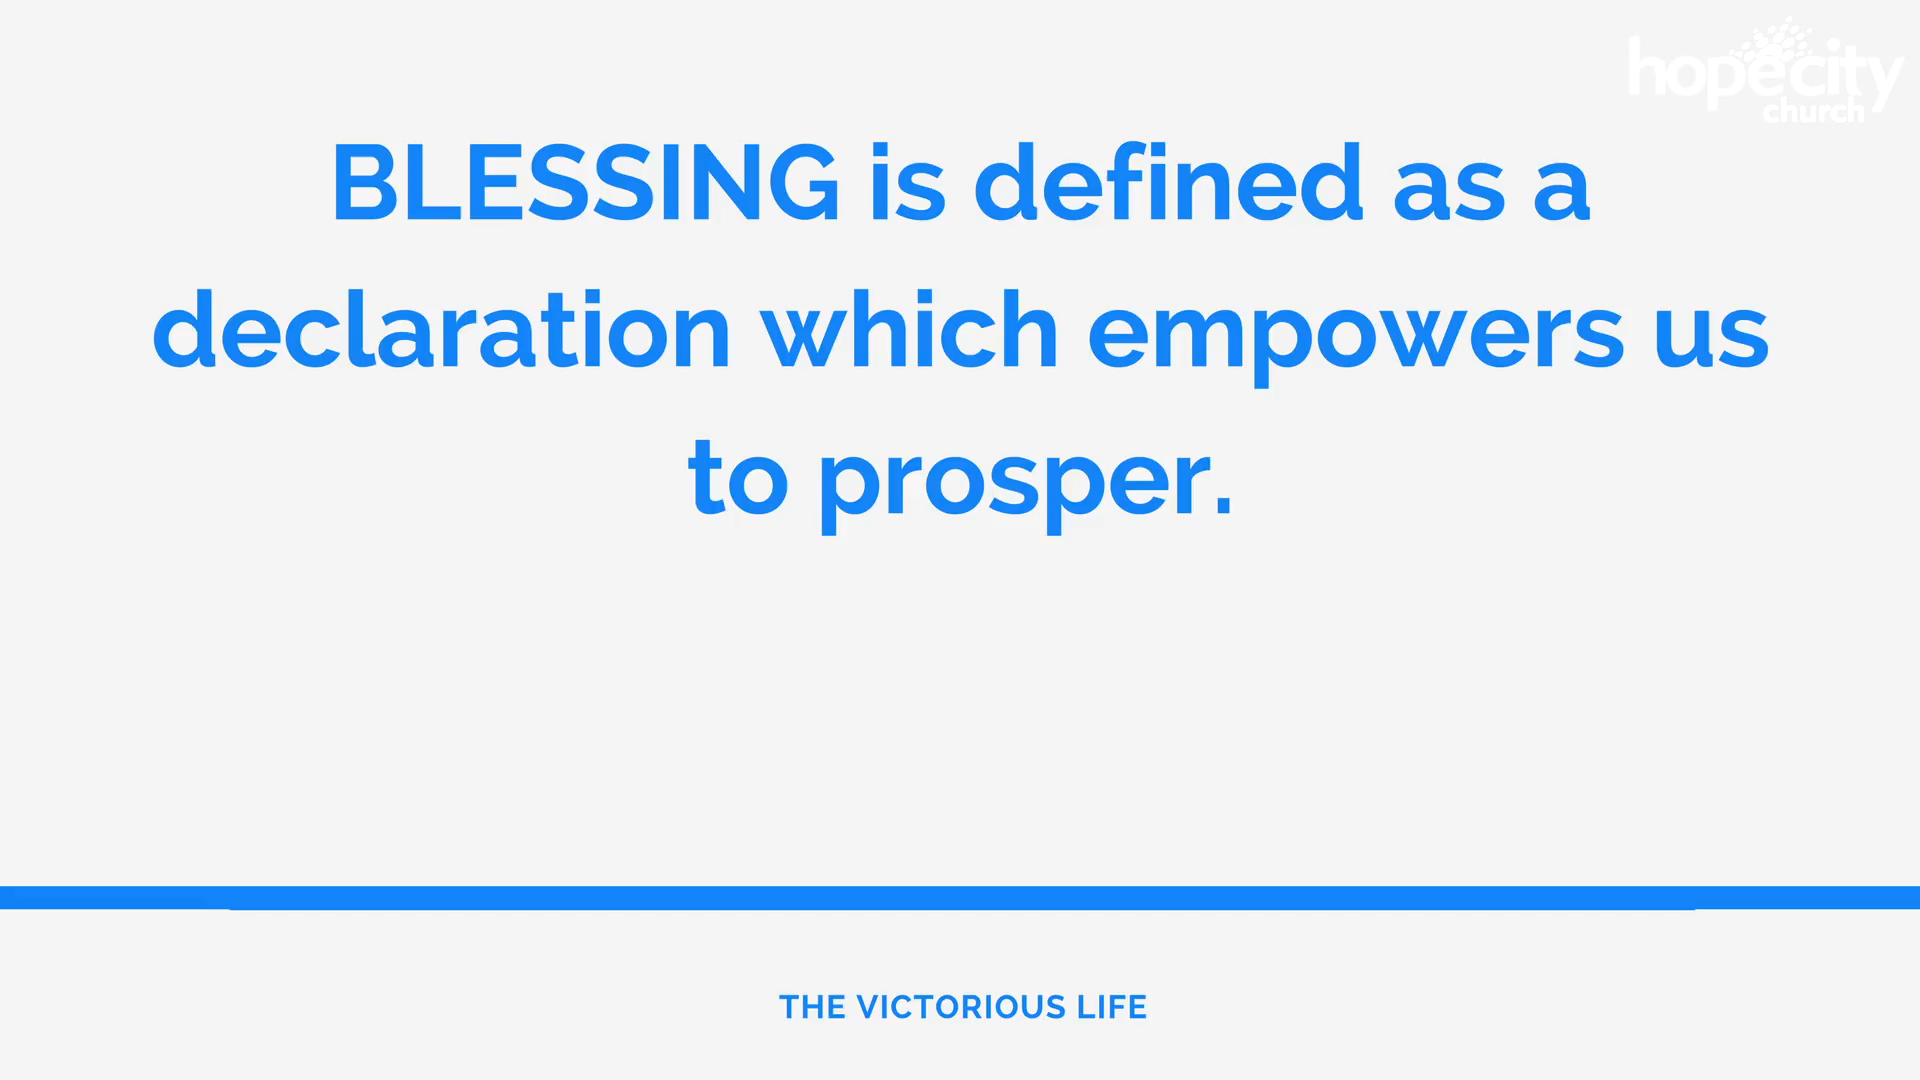 hopecity
church
BLESSING is defined as a
declaration which empowers us
to prosper.
THE VICTORIOUS LIFE